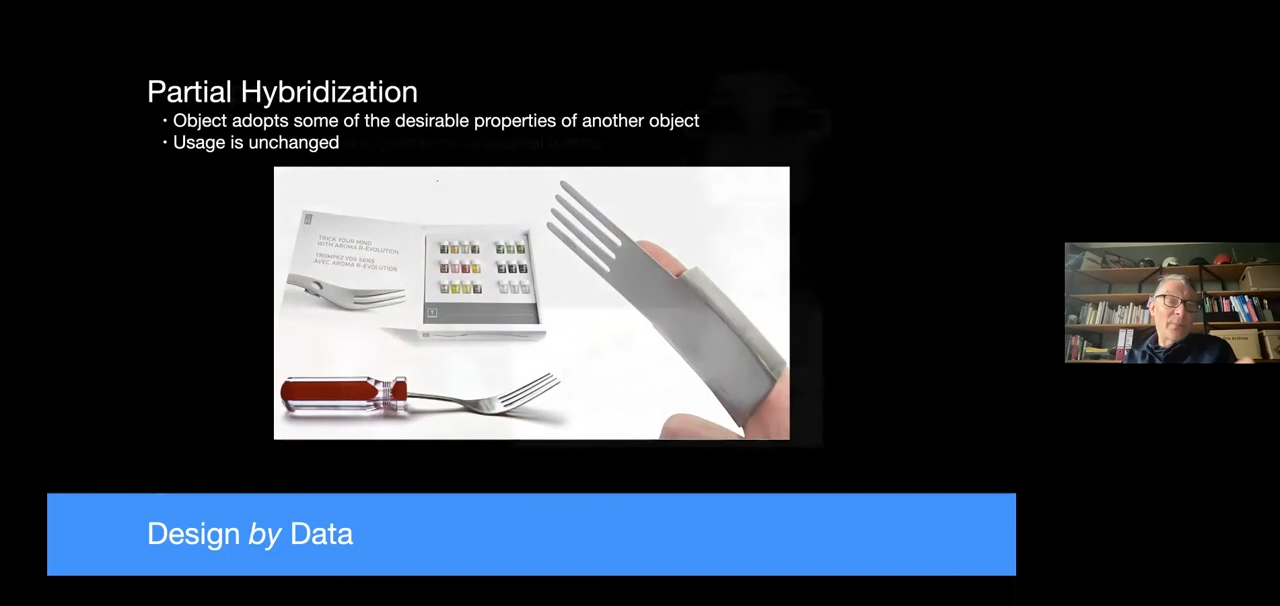 Partial Hybridization
• Object adopts some of the desirable properties of another object
• Usage is unchanged
TRICK YOUR MIND
WITH AROMA R-EVOLUTION
TROMPEZ VOS SENS
AVEC AROMA R-EVOLUTION
Design by Data